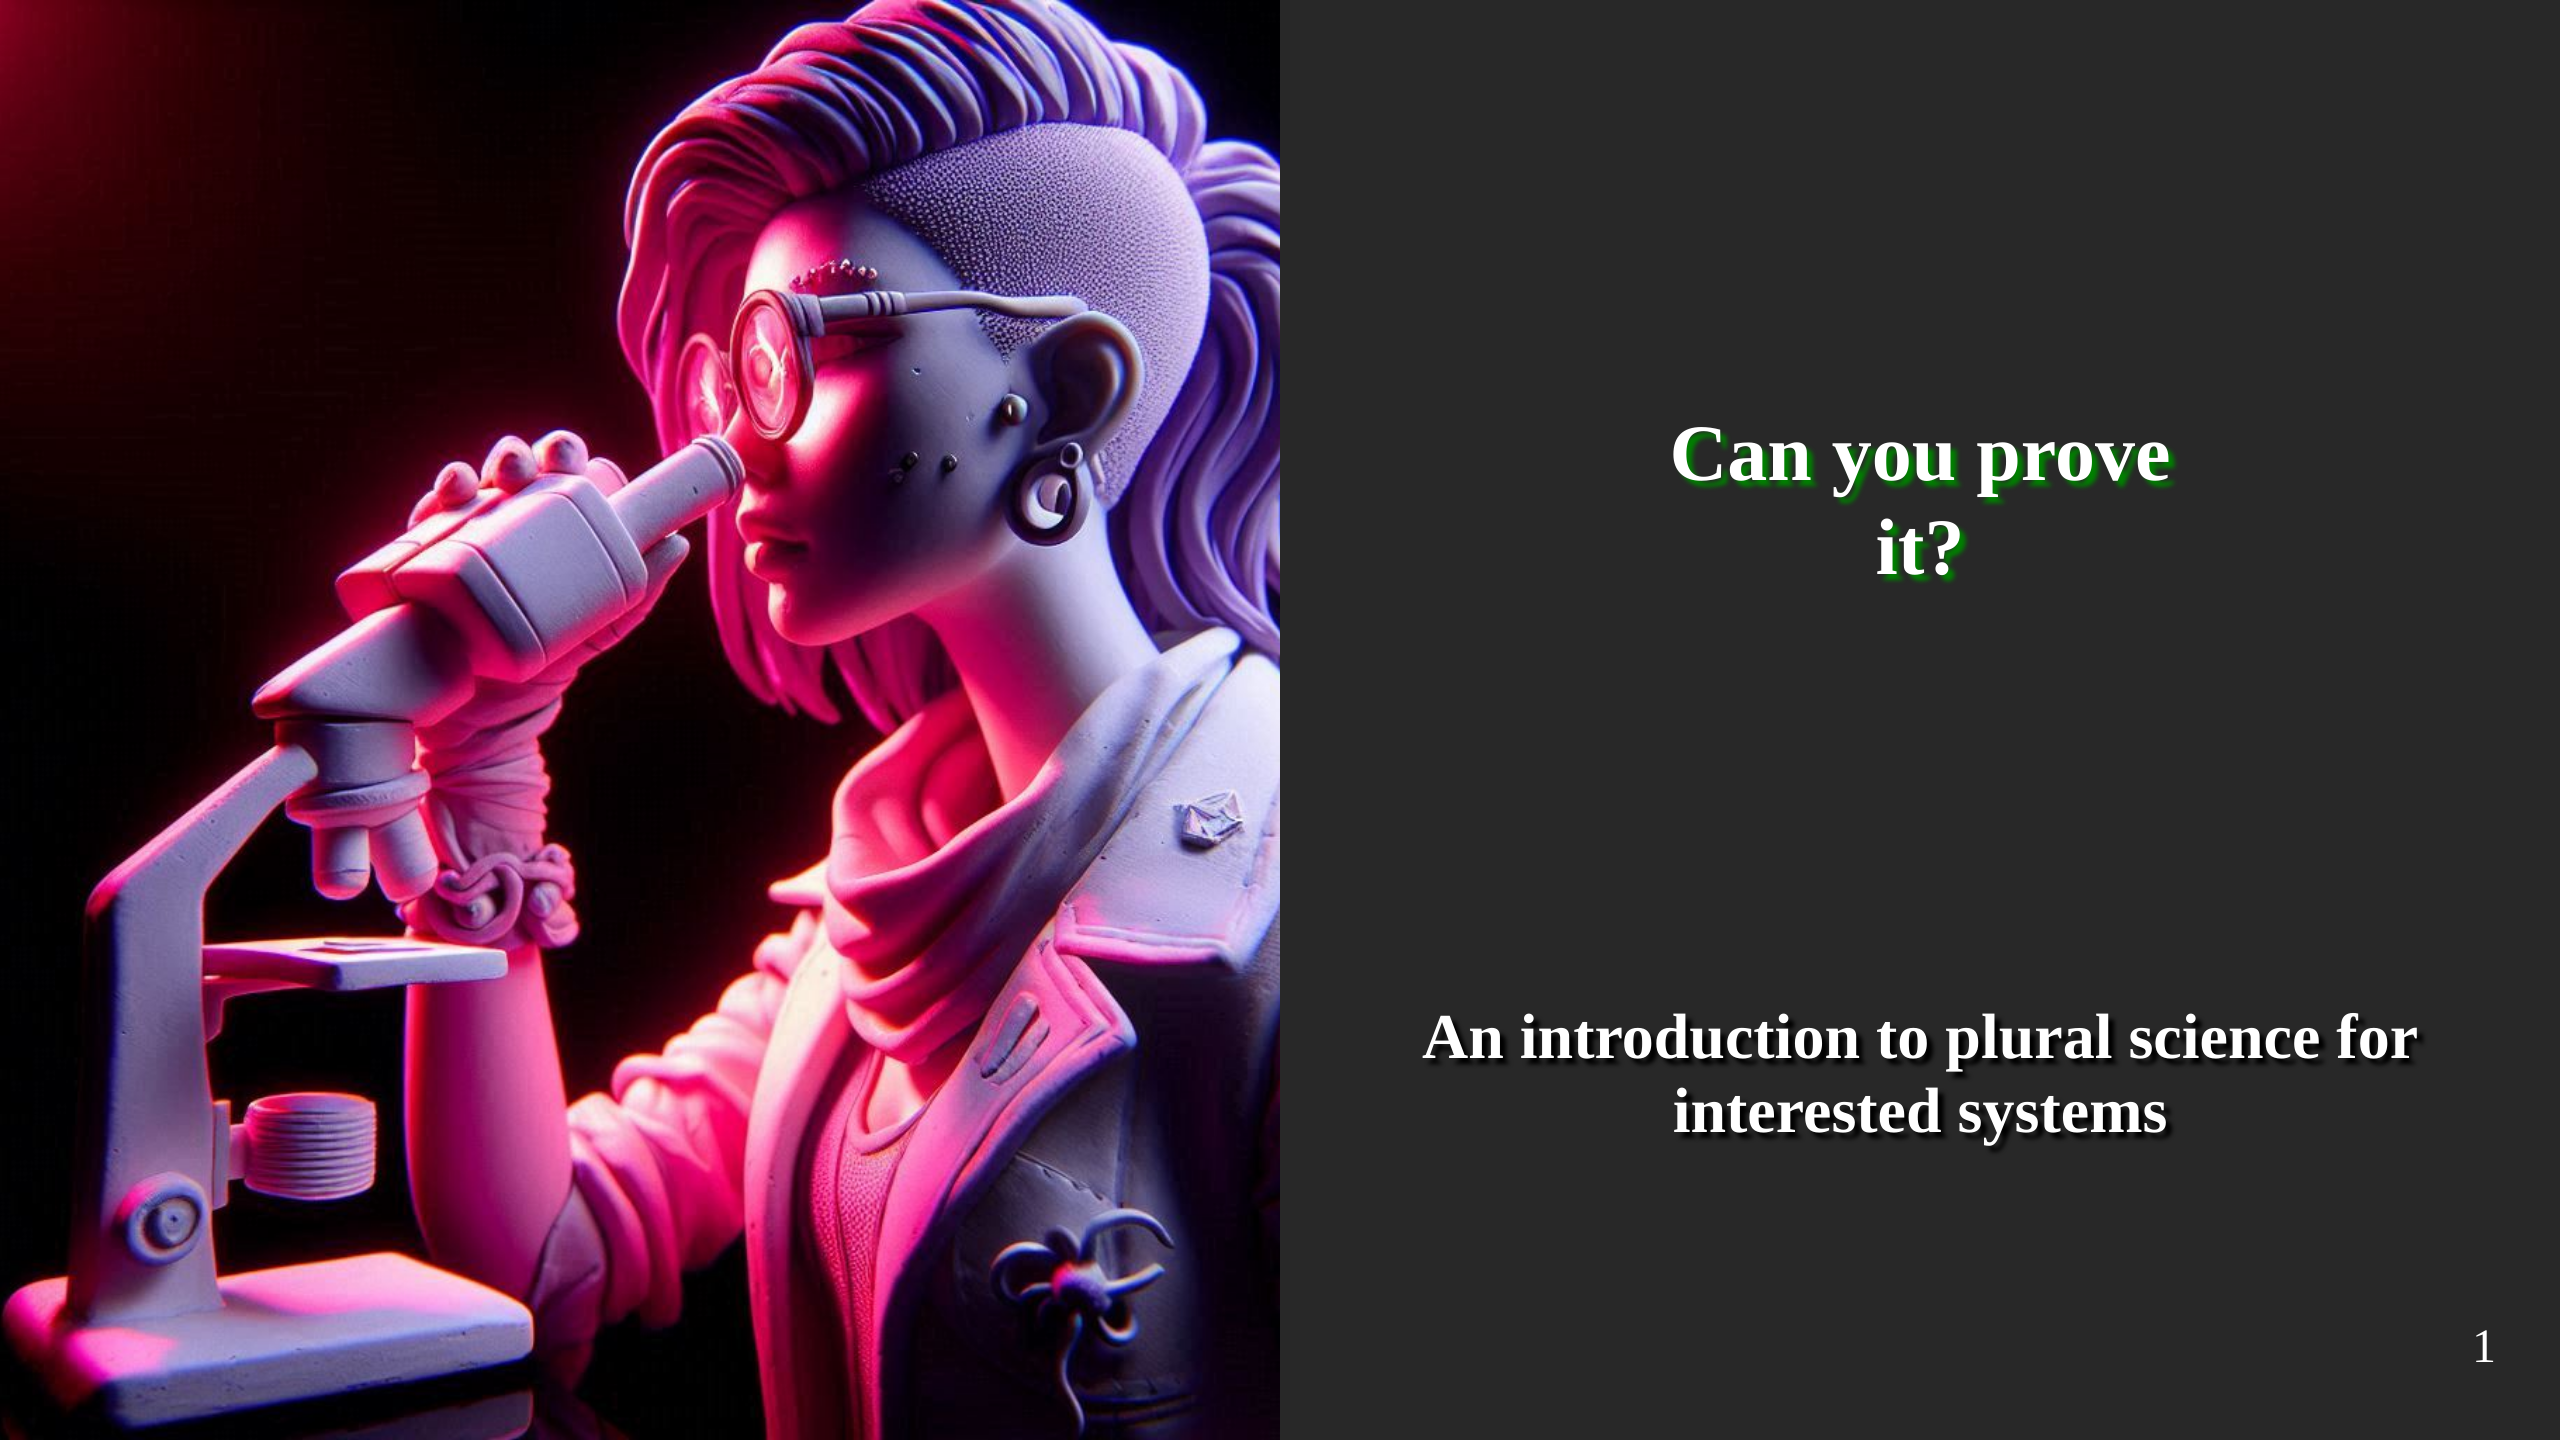 Can you prove
it?
An introduction to plural science for
interested systems
1